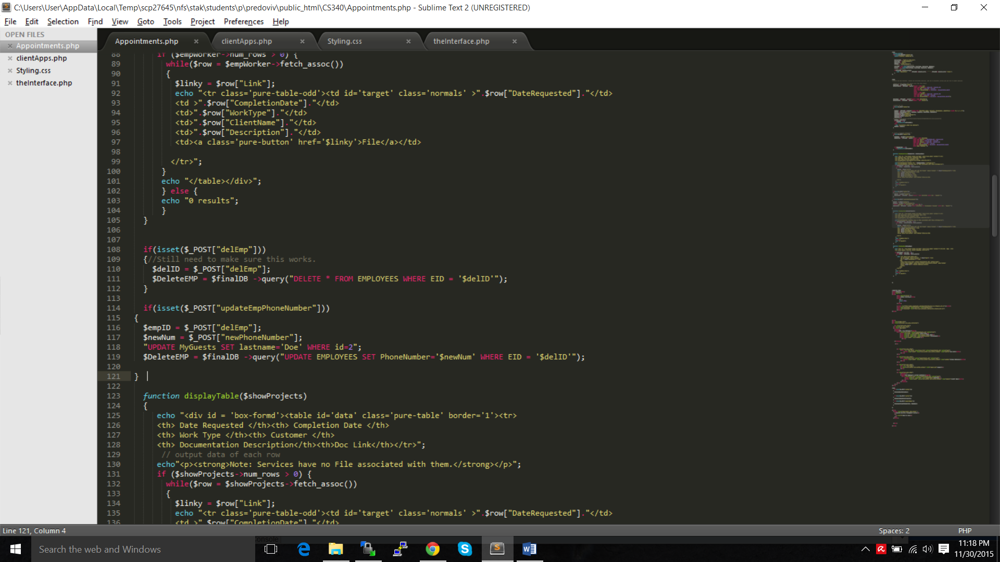 C:\Users\User\AppData\Local\Temp\scp27645\nfs\stak\students\p\predoviv\public_html\CS340\Appointments.php - Sublime Text 2 (UNREGISTERED)
File Edit Selection Find View Goto Tools Project Preferences Help
OPEN FILES
Appointments.php
clientApps.php
Styling.css
theInterface.php
Appointments.php clientApps.php Styling.css theInterface.php
88 if ($empWorker->num_rows > 0) {
89 while($row = $empWorker->fetch_assoc())
90 {
91 $linky = $row["Link"];
92 echo "<tr class='pure-table-odd'><td id='target' class='normals' >".$row["DateRequested"]."</td>
93 <td >".$row["CompletionDate"]."</td>
94 <td>".$row["WorkType"]."</td>
95 <td>".$row["ClientName"]."</td>
96 <td>".$row["Description"]."</td>
97 <td><a class='pure-button' href='$linky'>File</a></td>
98
99 </tr>";
100 }
101 echo "</table></div>";
102 } else {
103 echo "0 results";
104 }
105 }
106
107
108 if(isset($_POST["delEmp"]))
109 {//Still need to make sure this works.
110 $delID = $_POST["delEmp"];
111 $DeleteEMP = $finalDB ->query("DELETE * FROM EMPLOYEES WHERE EID = '$delID'");
112 }
113
114 if(isset($_POST["updateEmpPhoneNumber"]))
115 {
116 $empID = $_POST["delEmp"];
117 $newNum = $_POST["newPhoneNumber"];
118 "UPDATE MyGuests SET lastname='Doe' WHERE id=2";
119 $DeleteEMP = $finalDB ->query("UPDATE EMPLOYEES SET PhoneNumber='$newNum' WHERE EID = '$delID'");
120
121 }
122
123 function displayTable($showProjects)
124 {
125 echo "<div id = 'box-formd'><table id='data' class='pure-table' border='1'><tr>
126 <th> Date Requested </th><th> Completion Date </th>
127 <th> Work Type </th><th> Customer </th>
128 <th> Documentation Description</th><th>Doc Link</th></tr>";
129 // output data of each row
130 echo"<p><strong>Note: Services have no File associated with them.</strong></p>";
131 if ($showProjects->num_rows > 0) {
132 while($row = $showProjects->fetch_assoc())
133 {
134 $linky = $row["Link"];
135 echo "<tr class='pure-table-odd'><td id='target' class='normals' >".$row["DateRequested"]."</td>
136 <td >".$row["CompletionDate"]."</td>
Line 121, Column 4 Spaces: 2 PHP
Search the web and Windows
11:18 PM
11/30/2015